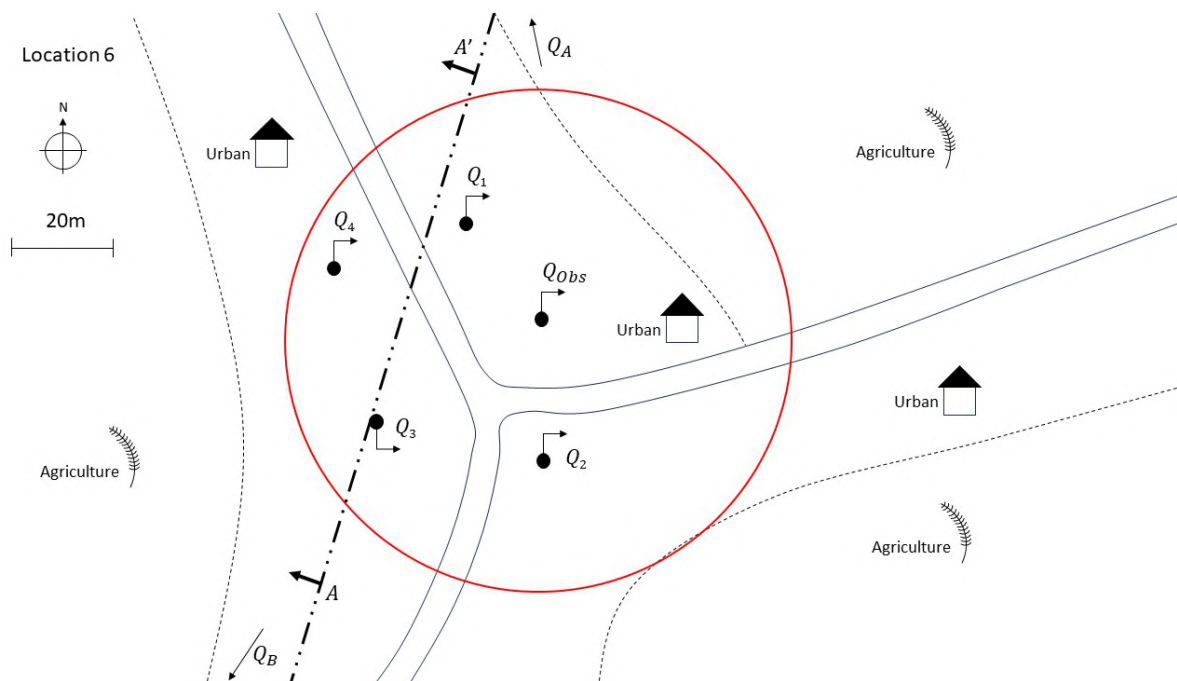 Location 6
N
20m
A'
Q_A
Urban
Agriculture
Q_1
Q_4
Q_Obs
Urban
Urban
Q_3
Q_2
Agriculture
Agriculture
A
Q_B